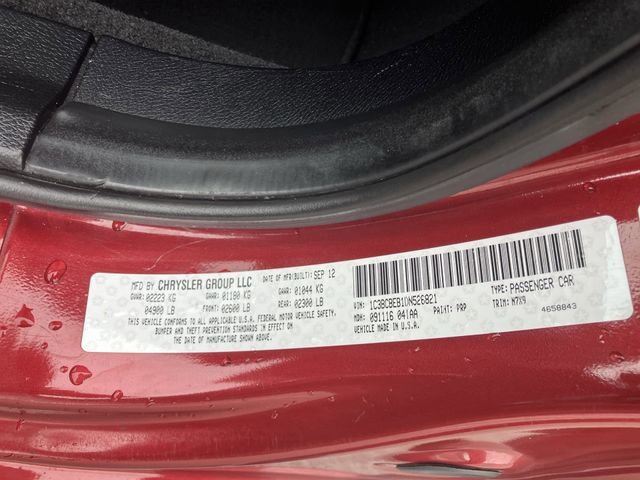 MFD BY CHRYSLER GROUP LLC DATE OF MFR(BUILT): SEP 12
GVWR: 02223 KG GAWR: 01180 KG GAWR: 01044 KG
04900 LB FRONT: 02600 LB REAR: 02300 LB
THIS VEHICLE CONFORMS TO ALL APPLICABLE U.S.A. FEDERAL MOTOR VEHICLE SAFETY,
BUMPER AND THEFT PREVENTION STANDARDS IN EFFECT ON
THE DATE OF MANUFACTURE SHOWN ABOVE
VIN: 1C3BCBEB1DN526821 TYPE: PASSENGER CAR
MDH: 091116 041AA PAINT: PRP TRIM: M7X9
MADE IN U.S.A. 4658843